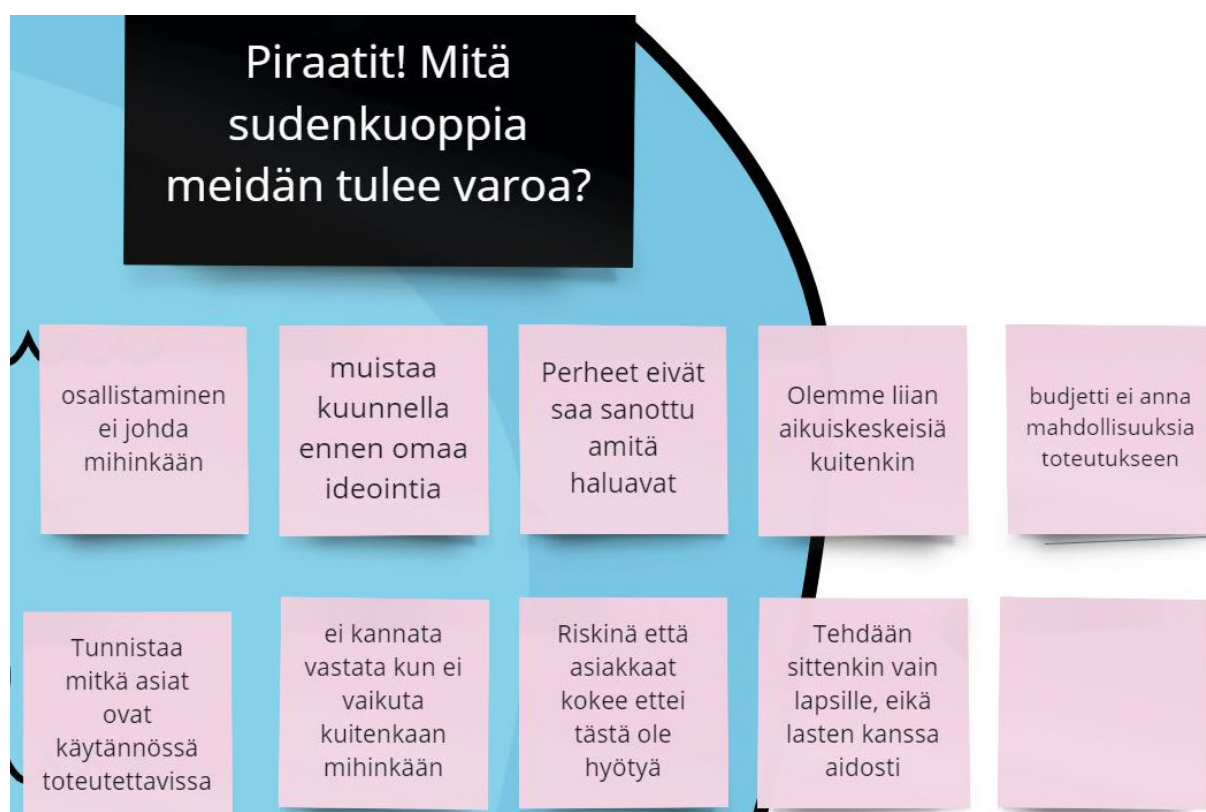 Piraatit! Mitä
sudenkuoppia
meidän tulee varoa?
osallistaminen
ei johda
mihinkään
muistaa
kuunnella
ennen omaa
ideointia
Perheet eivät
saa sanottu
amitä
haluavat
Olemme liian
aikuiskeskeisiä
kuitenkin
budjetti ei anna
mahdollisuuksia
toteutukseen
Tunnistaa
mitkä asiat
ovat
käytännössä
toteutettavissa
ei kannata
vastata kun ei
vaikuta
kuitenkaan
mihinkään
Riskinä että
asiakkaat
kokee ettei
tästä ole
hyötyä
Tehdään
sittenkin vain
lapsille, eikä
lasten kanssa
aidosti